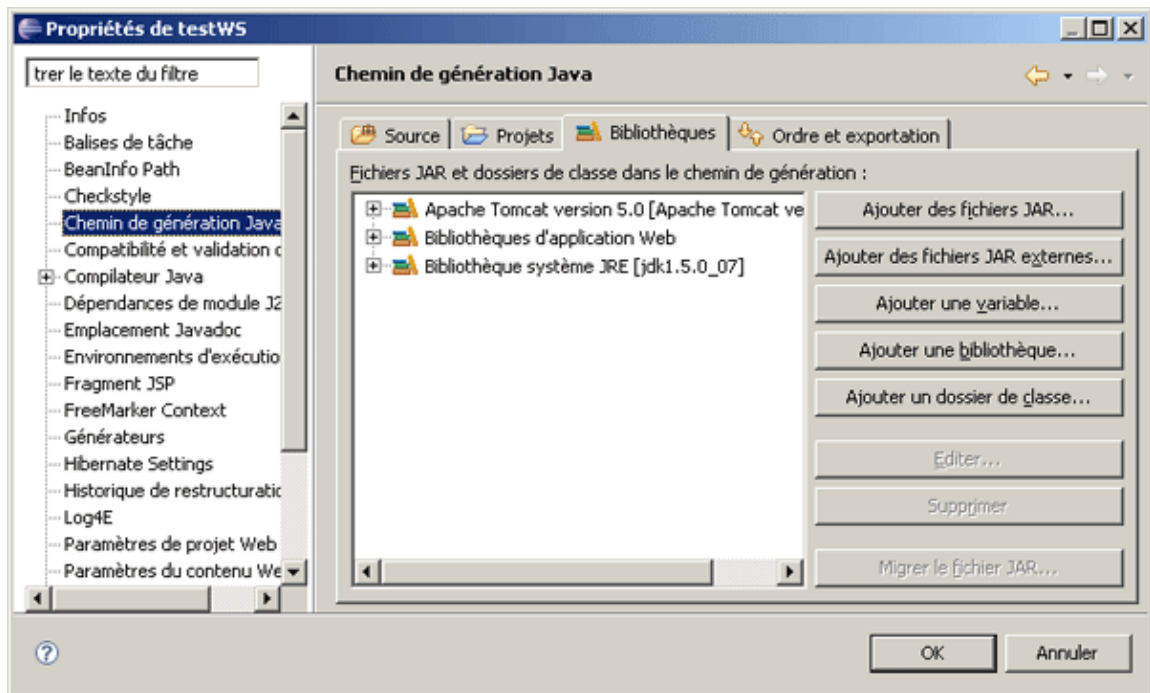 Propriétés de testWS
trer le texte du filtre
Infos
Balises de tâche
BeanInfo Path
Checkstyle
Chemin de génération Java
Compatibilité et validation d
Compilateur Java
Dépendances de module J2
Emplacement Javadoc
Environnements d'exécutio
Fragment JSP
FreeMarker Context
Générateurs
Hibernate Settings
Historique de restructuratio
Log4E
Paramètres de projet Web
Paramètres du contenu We
Chemin de génération Java
Source Projets Bibliothèques Ordre et exportation
Fichiers JAR et dossiers de classe dans le chemin de génération :
Apache Tomcat version 5.0 [Apache Tomcat ve
Bibliothèques d'application Web
Bibliothèque système JRE [jdk1.5.0_07]
Ajouter des fichiers JAR...
Ajouter des fichiers JAR externes...
Ajouter une variable...
Ajouter une bibliothèque...
Ajouter un dossier de classe...
Editer...
Supprimer
Migrer le fichier JAR...
OK Annuler